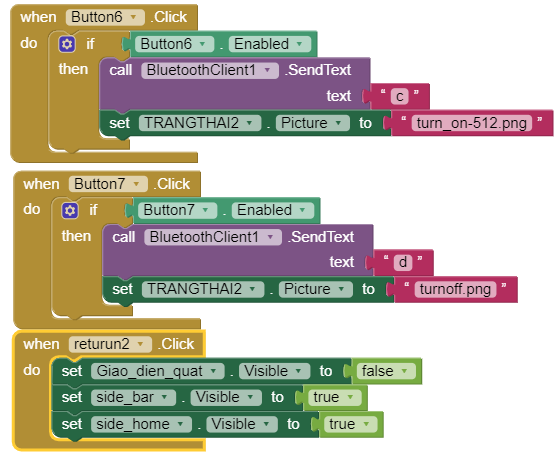 when Button6 .Click
do if Button6 . Enabled
then call BluetoothClient1 .SendText
text " c "
set TRANGTHAI2 . Picture to " turn_on-512.png "
when Button7 .Click
do if Button7 . Enabled
then call BluetoothClient1 .SendText
text " d "
set TRANGTHAI2 . Picture to " turnoff.png "
when returun2 .Click
do set Giao_dien_quat . Visible to false
set side_bar . Visible to true
set side_home . Visible to true